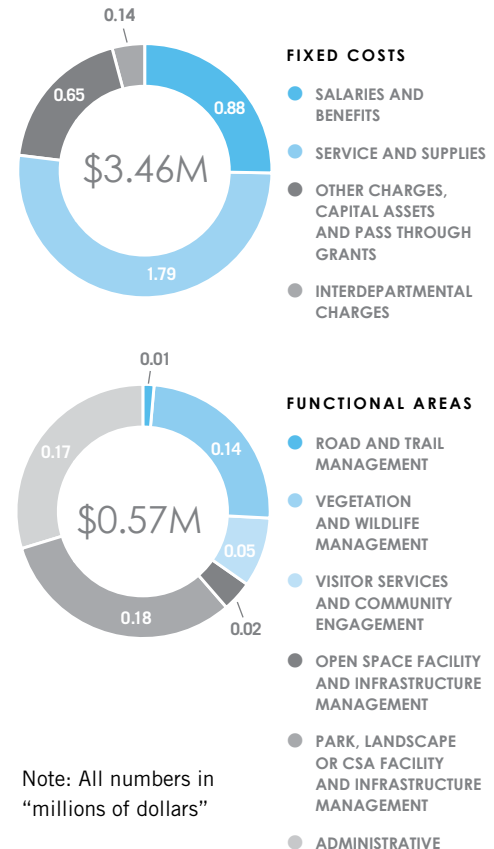 0.14
0.65
0.88
$3.46M
1.79
FIXED COSTS
SALARIES AND
BENEFITS
SERVICE AND SUPPLIES
OTHER CHARGES,
CAPITAL ASSETS
AND PASS THROUGH
GRANTS
INTERDEPARTMENTAL
CHARGES
0.01
0.17
0.14
$0.57M
0.05
0.18
0.02
FUNCTIONAL AREAS
ROAD AND TRAIL
MANAGEMENT
VEGETATION
AND WILDLIFE
MANAGEMENT
VISITOR SERVICES
AND COMMUNITY
ENGAGEMENT
OPEN SPACE FACILITY
AND INFRASTRUCTURE
MANAGEMENT
PARK, LANDSCAPE
OR CSA FACILITY
AND INFRASTRUCTURE
MANAGEMENT
ADMINISTRATIVE
Note: All numbers in
“millions of dollars”